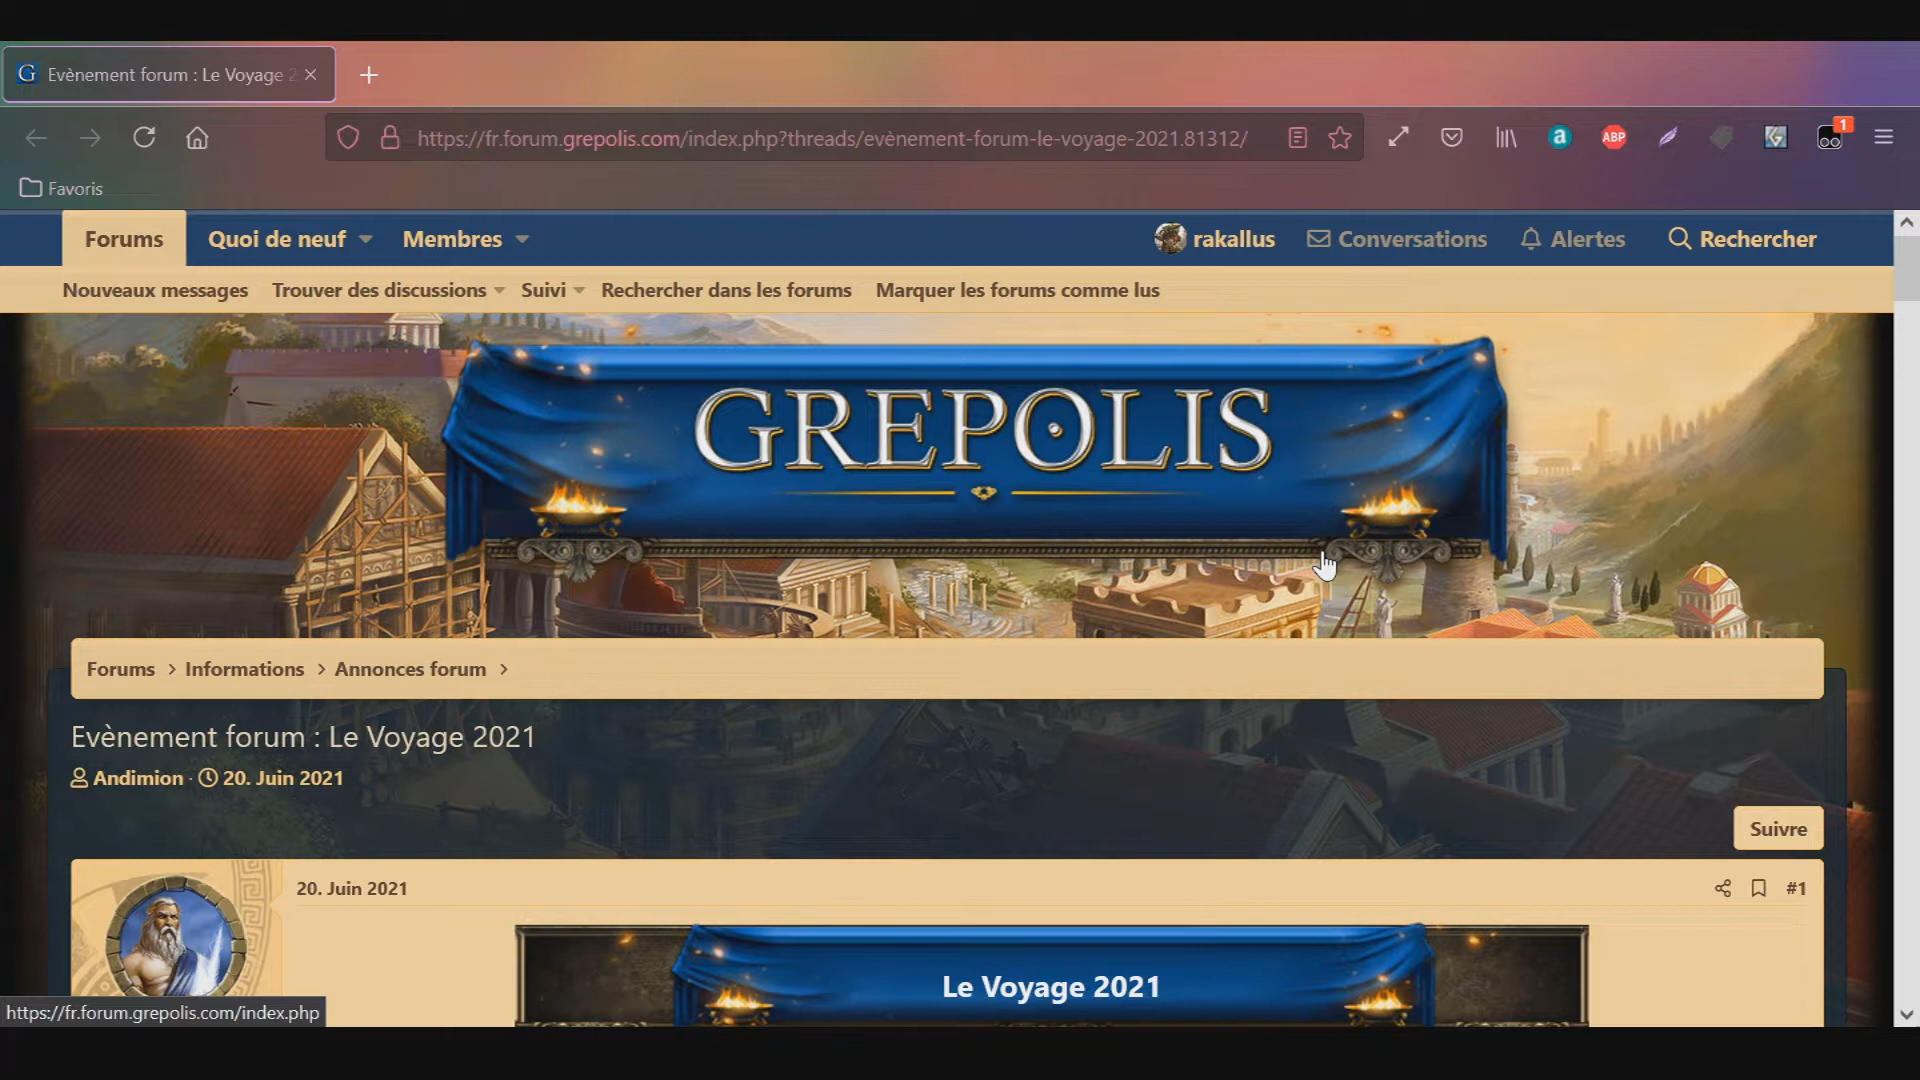 Evènement forum : Le Voyage 2
https://fr.forum.grepolis.com/index.php?threads/evènement-forum-le-voyage-2021.81312/
a
ABP
1
Favoris
Forums
Quoi de neuf
Membres
rakallus
Conversations
Alertes
Rechercher
Nouveaux messages
Trouver des discussions
Suivi
Rechercher dans les forums
Marquer les forums comme lus
GREPOLIS
Forums > Informations > Annonces forum >
Evènement forum : Le Voyage 2021
Andimion · 20. Juin 2021
Suivre
20. Juin 2021
#1
Le Voyage 2021
https://fr.forum.grepolis.com/index.php